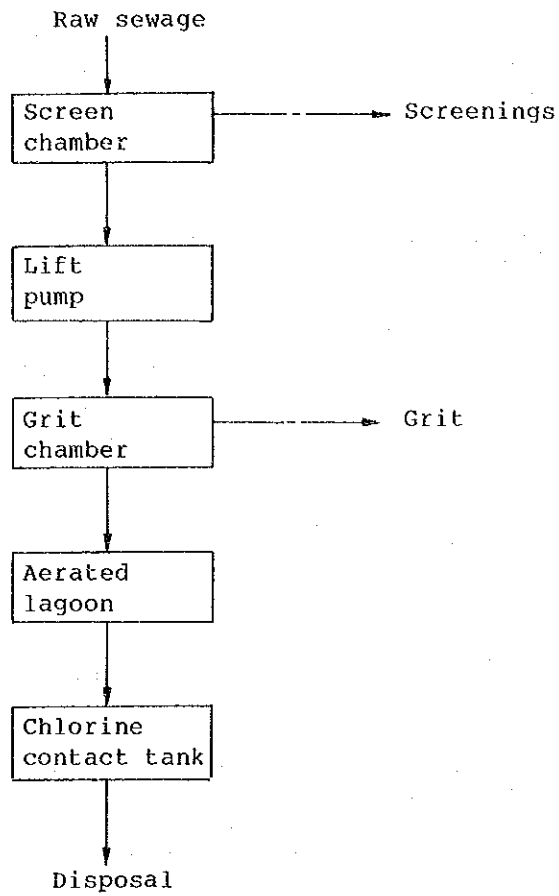 Raw sewage
Screen
chamber
Screenings
Lift
pump
Grit
chamber
Grit
Aerated
lagoon
Chlorine
contact tank
Disposal